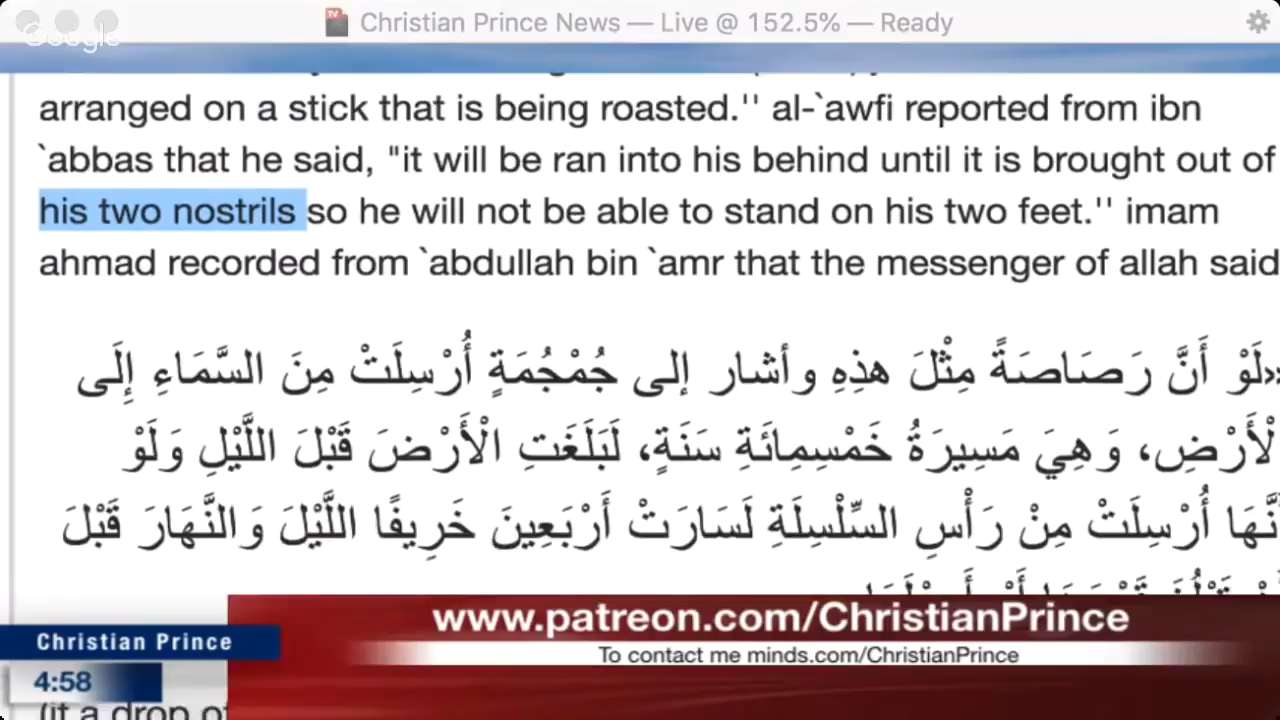 Christian Prince News — Live @ 152.5% — Ready
Google
arranged on a stick that is being roasted.'' al-`awfi reported from ibn
`abbas that he said, "it will be ran into his behind until it is brought out of
his two nostrils so he will not be able to stand on his two feet.'' imam
ahmad recorded from `abdullah bin `amr that the messenger of allah said
«لَوْ أَنَّ رَصَاصَةً مِثْلَ هذِهِ وأشار إلى جُمْجُمَةٍ أُرْسِلَتْ مِنَ السَّمَاءِ إِلَى
الْأَرْضِ، وَهِيَ مَسِيرَةُ خَمْسِمِائَةِ سَنَةٍ، لَبَلَغَتِ الْأَرْضَ قَبْلَ اللَّيْلِ وَلَوْ
أَنَّهَا أُرْسِلَتْ مِنْ رَأْسِ السِّلْسِلَةِ لَسَارَتْ أَرْبَعِينَ خَرِيفًا اللَّيْلَ وَالنَّهَارَ قَبْلَ
www.patreon.com/ChristianPrince
Christian Prince
To contact me minds.com/ChristianPrince
4:58
(if a drop of